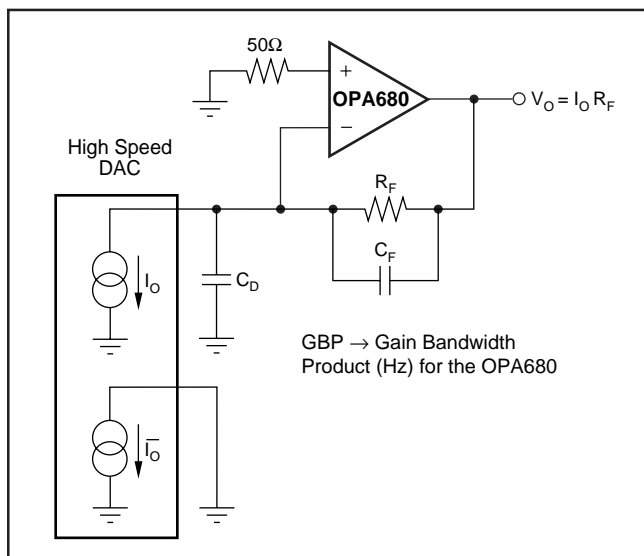 50Ω
+
OPA680
−
V_O = I_O R_F
High Speed
DAC
R_F
C_F
I_O
C_D
GBP → Gain Bandwidth
Product (Hz) for the OPA680
I̅_O